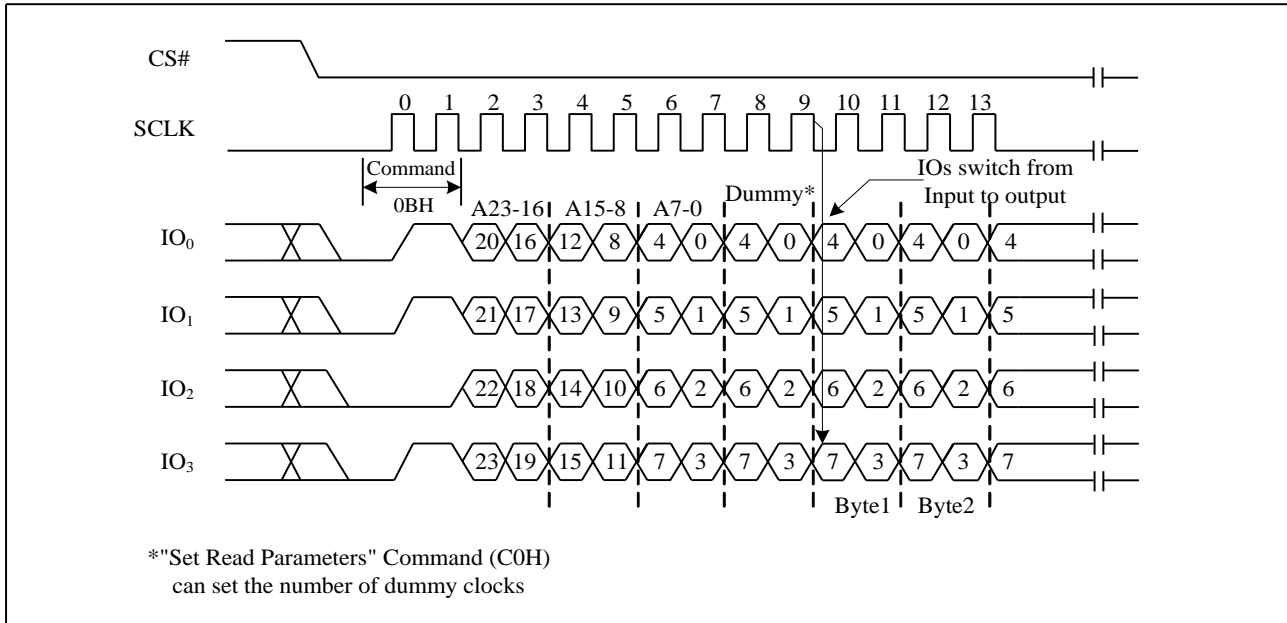 CS#
0 1 2 3 4 5 6 7 8 9 10 11 12 13
SCLK
Command
IOs switch from
Input to output
0BH
Dummy*
A23-16 A15-8 A7-0
IO0 20 16 12 8 4 0 4 0 4 0 4 0 4
IO1 21 17 13 9 5 1 5 1 5 1 5 1 5
IO2 22 18 14 10 6 2 6 2 6 2 6 2 6
IO3 23 19 15 11 7 3 7 3 7 3 7 3 7
Byte1 Byte2
*"Set Read Parameters" Command (C0H)
can set the number of dummy clocks